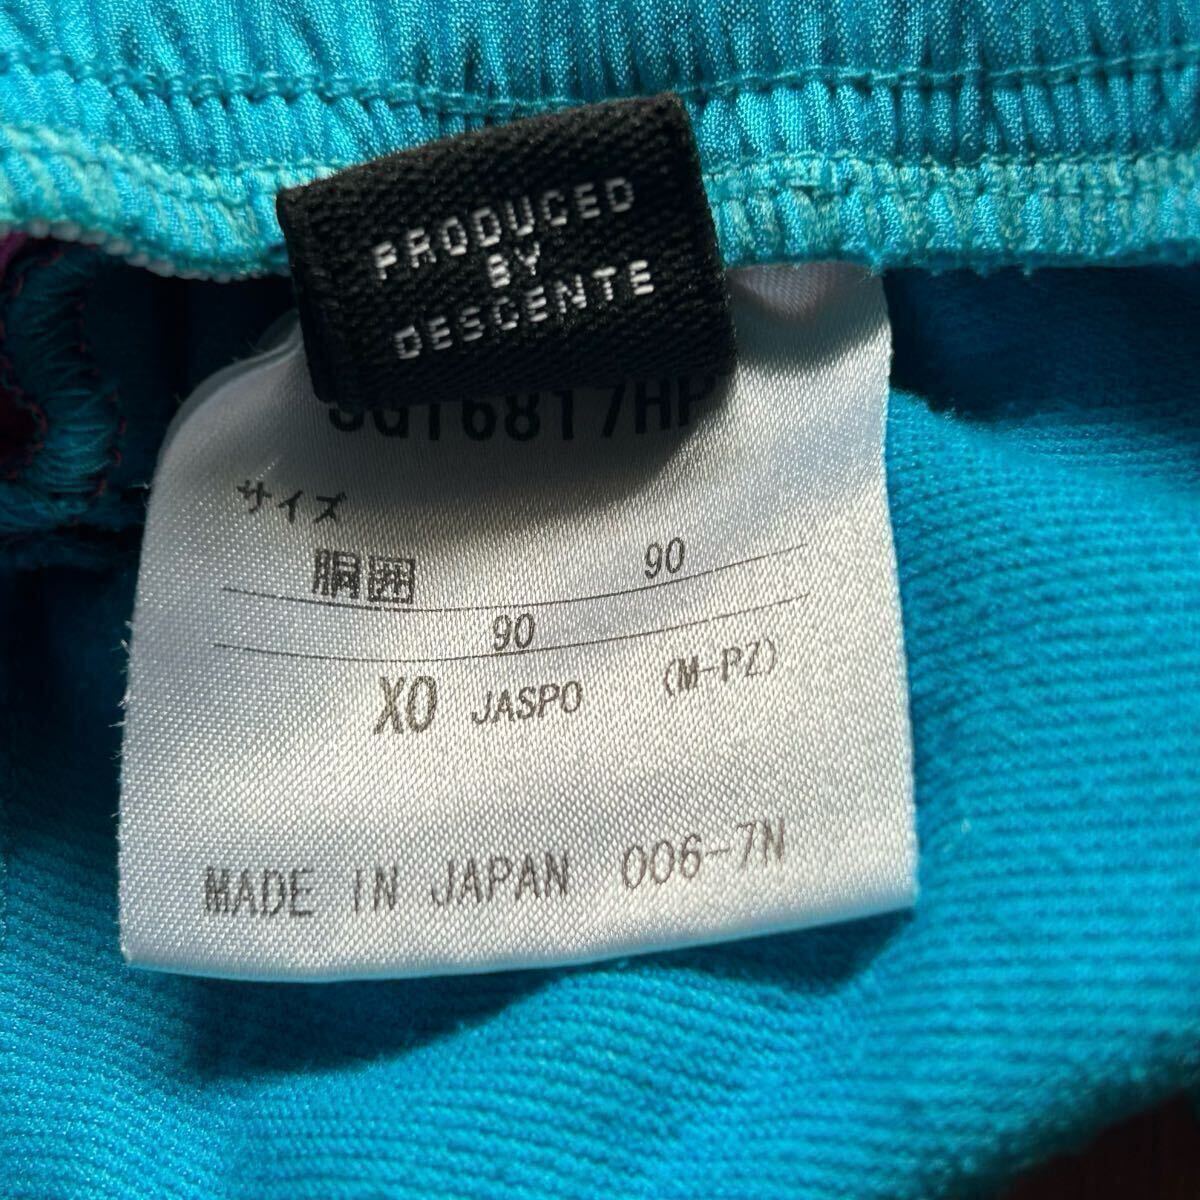 PRODUCED
BY
DESCENTE
サイズ
胴囲 90
90
XO JASPO (M-PZ)
MADE IN JAPAN 006-7N